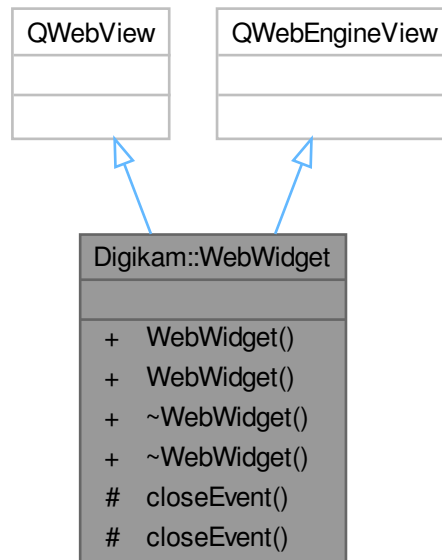 QWebView
QWebEngineView
Digikam::WebWidget
+ WebWidget()
+ WebWidget()
+ ~WebWidget()
+ ~WebWidget()
# closeEvent()
# closeEvent()